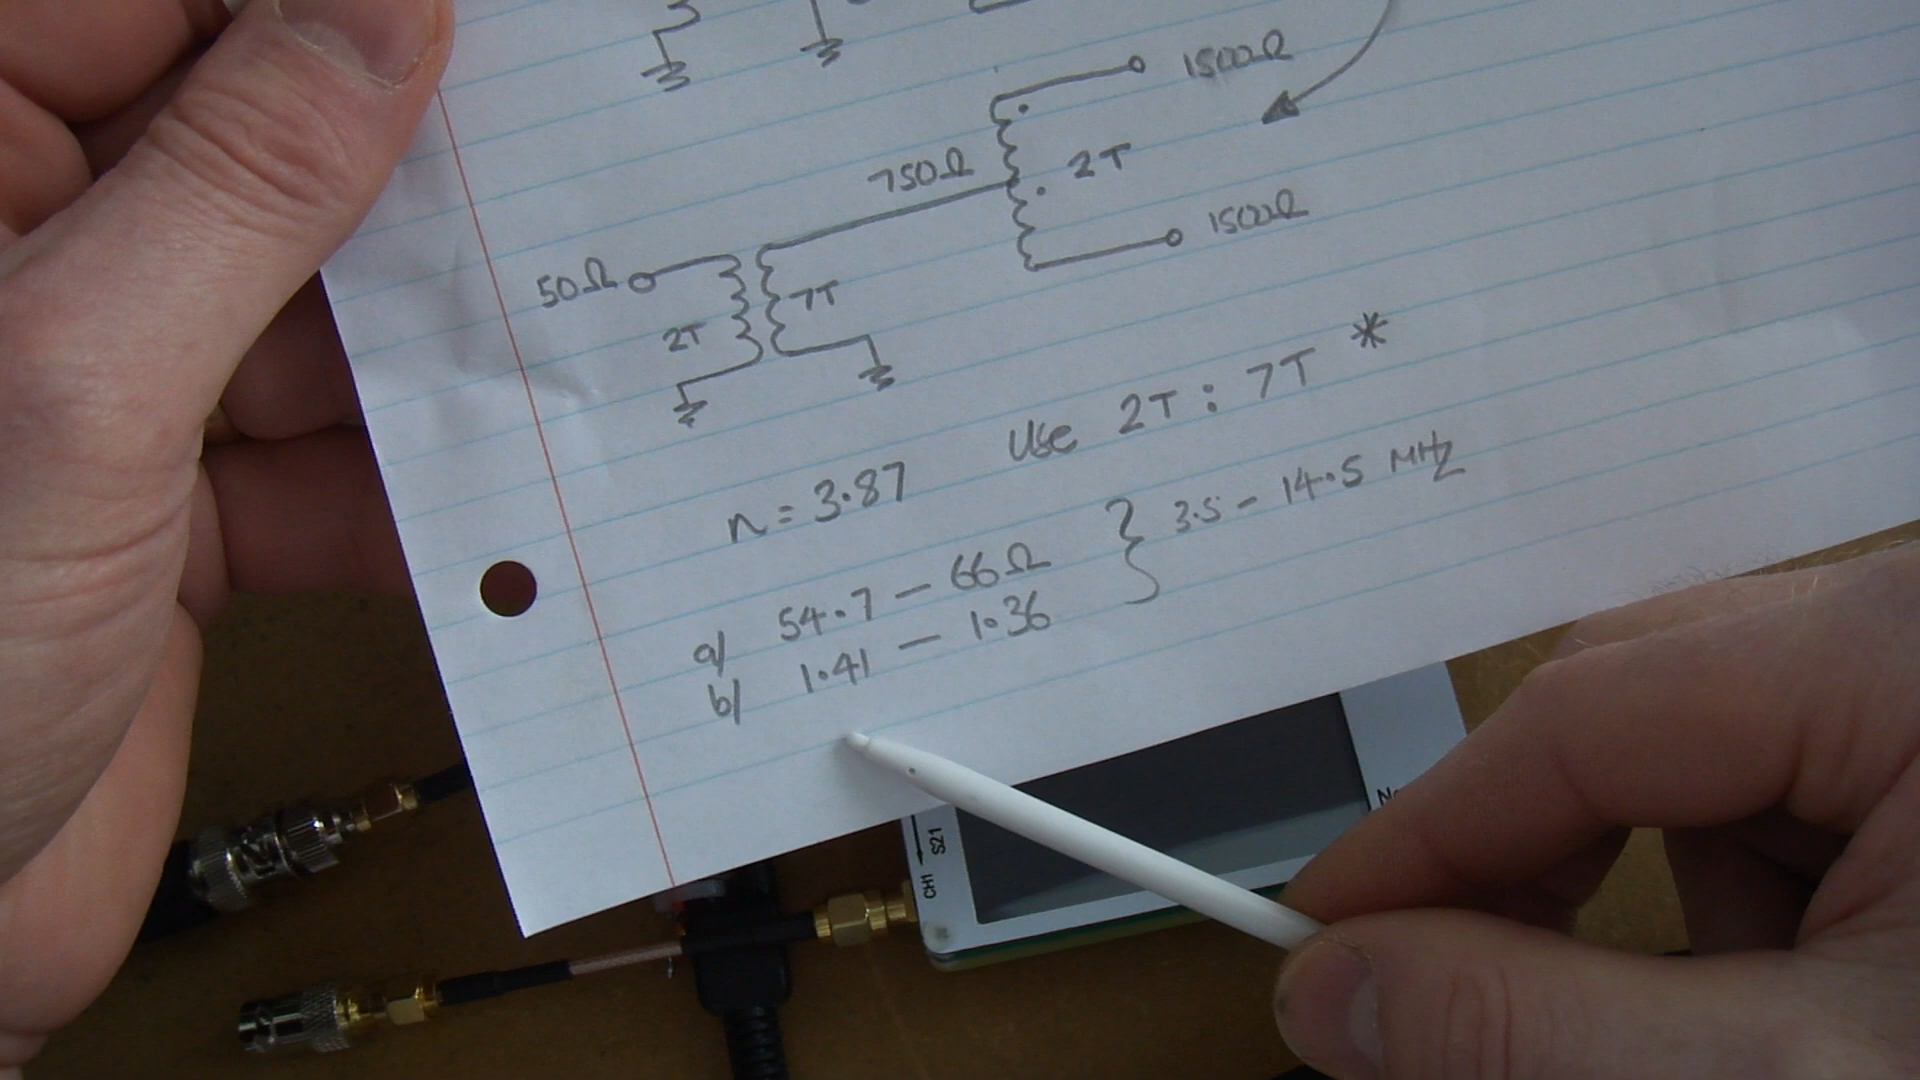 1500Ω
750Ω
2T
1500Ω
50Ω
2T
7T
n = 3.87 Use 2T : 7T *
a) 54.7 – 66Ω } 3.5 – 14.5 MHz
b) 1.41 – 1.36
CH1
S21